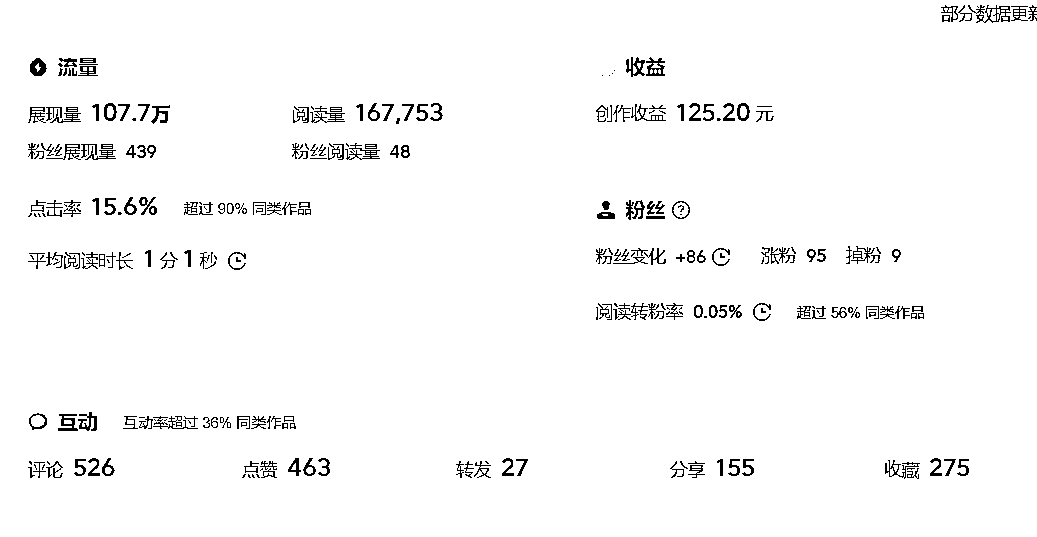 部分数据更新
流量
收益
展现量 107.7万 阅读量 167,753
创作收益 125.20 元
粉丝展现量 439 粉丝阅读量 48
点击率 15.6% 超过 90% 同类作品
粉丝
平均阅读时长 1 分 1 秒
粉丝变化 +86 涨粉 95 掉粉 9
阅读转粉率 0.05% 超过 56% 同类作品
互动 互动率超过 36% 同类作品
评论 526 点赞 463 转发 27 分享 155 收藏 275